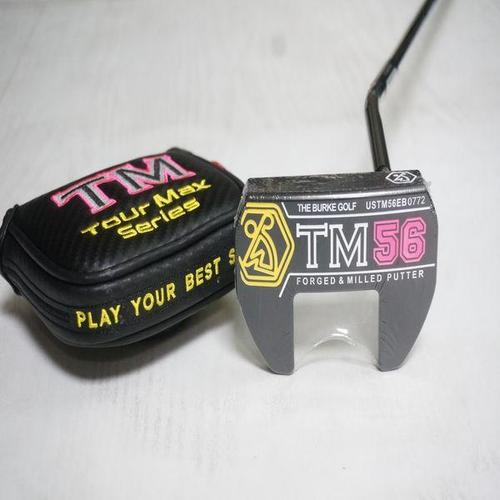 TM
Tour Max
Series
PLAY YOUR BEST
THE BURKE GOLF USTM56EB0772
TM56
FORGED & MILLED PUTTER